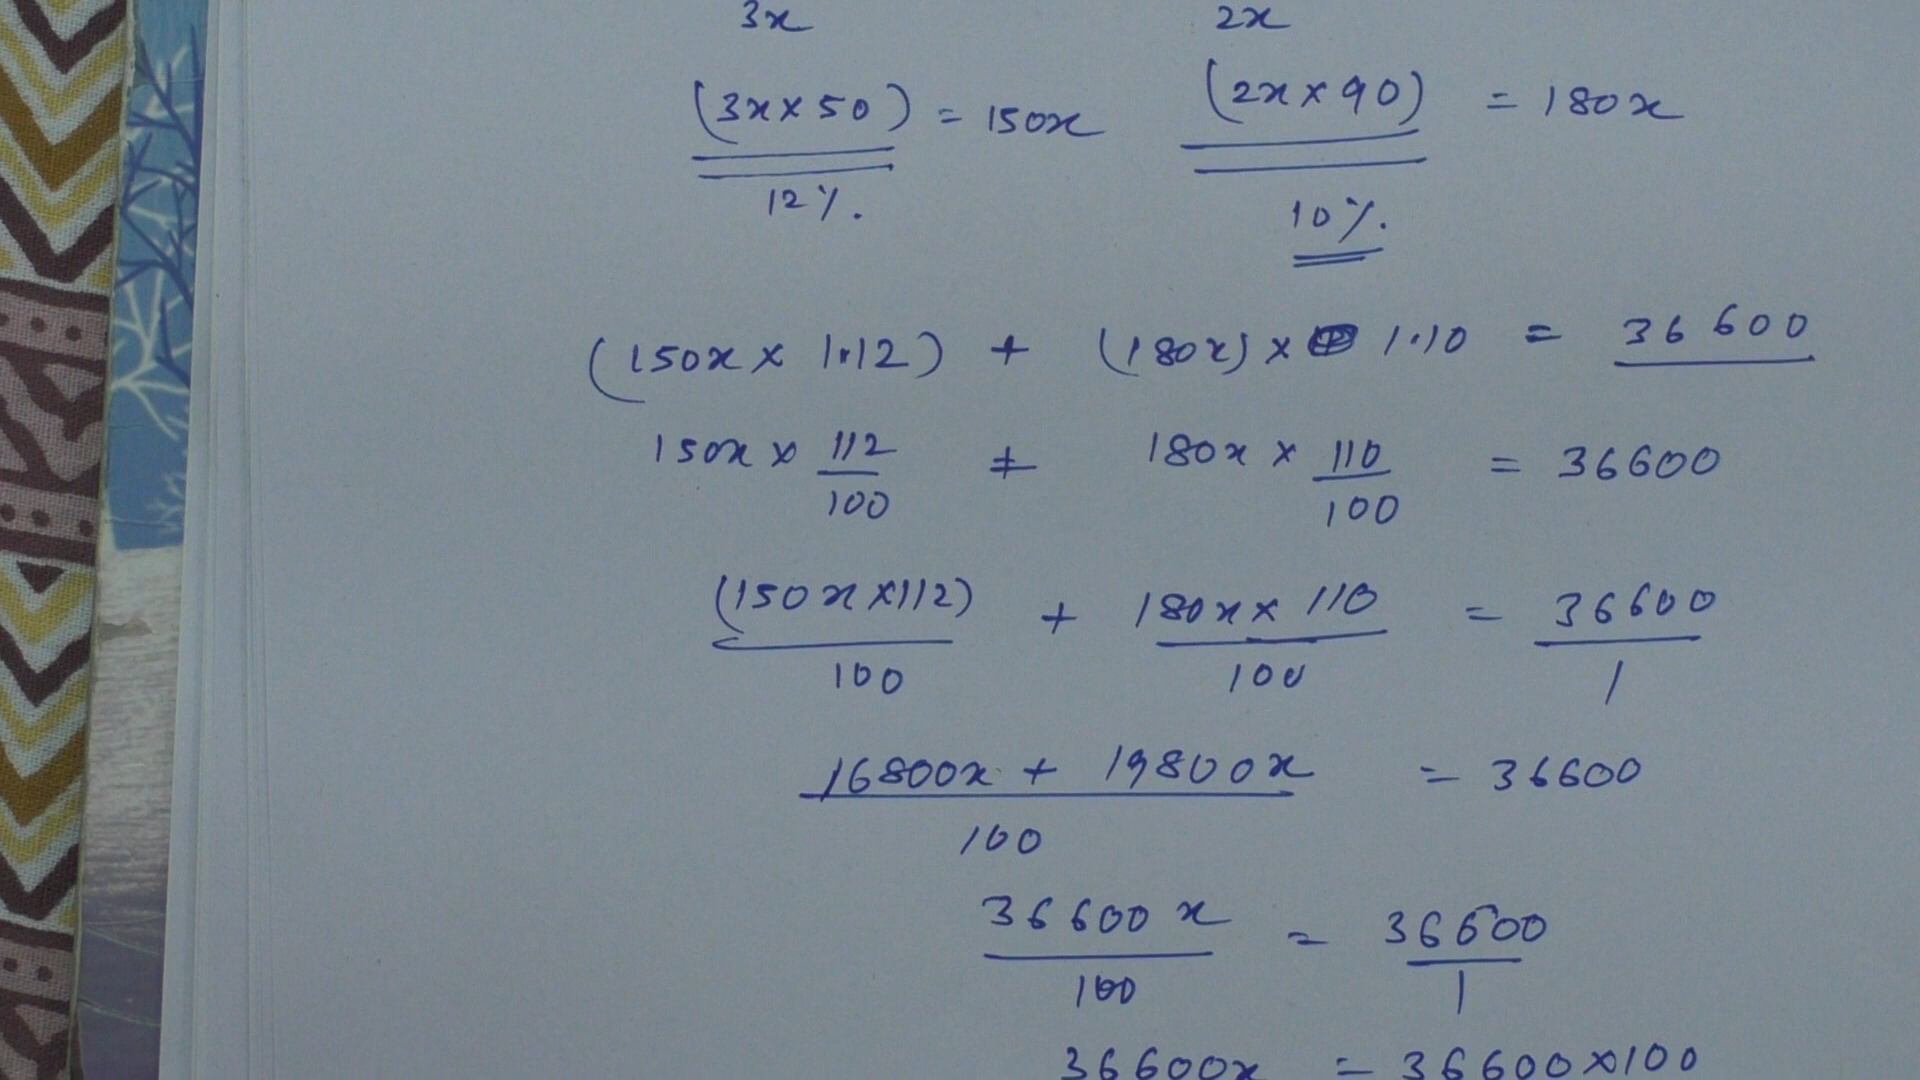 3x 2x
(3x × 50) = 150x (2x × 90) = 180x
12%. 10%.
(150x × 1.12) + (180x) × 1.10 = 36600
150x × 112/100 + 180x × 110/100 = 36600
(150x × 112)/100 + 180x × 110/100 = 36600/1
16800x + 19800x/100 = 36600
36600x/100 = 36600/1
36600x = 36600×100